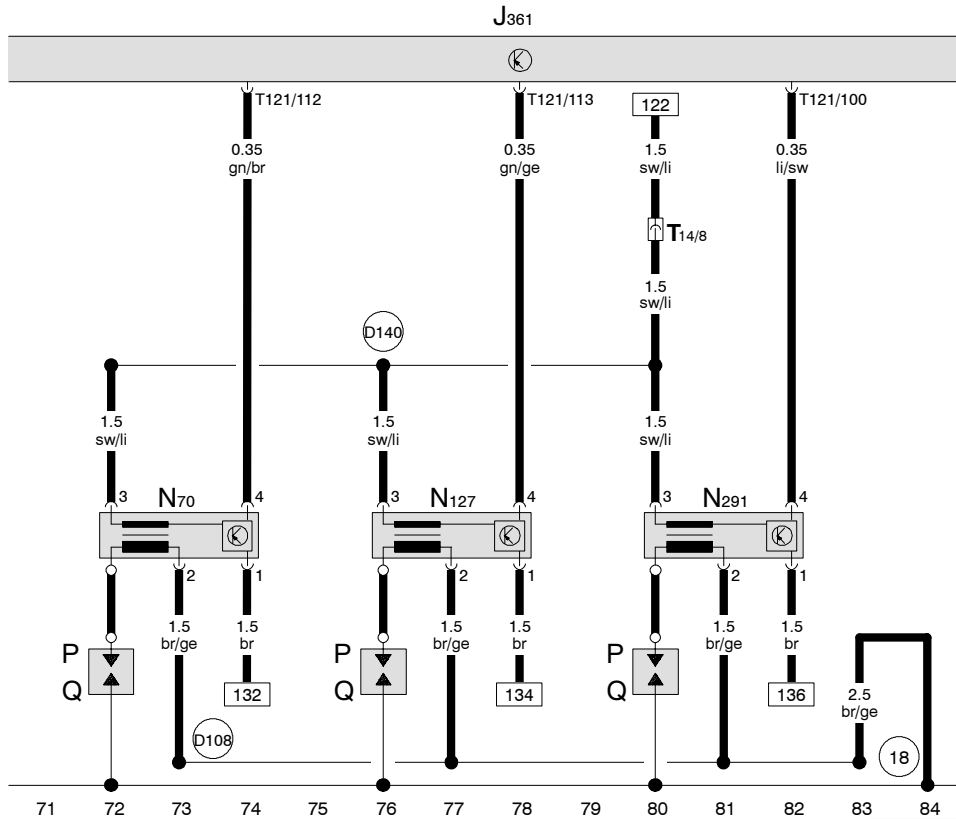 J361
T121/112
T121/113
122
T121/100
0.35
gn/br
0.35
gn/ge
1.5
sw/li
0.35
li/sw
T14/8
1.5
sw/li
D140
1.5
sw/li
1.5
sw/li
1.5
sw/li
3 N70 4
3 N127 4
3 N291 4
2 1
2 1
2 1
1.5
br/ge
1.5
br
1.5
br/ge
1.5
br
1.5
br/ge
1.5
br
P
Q
P
Q
P
Q
132
134
136
2.5
br/ge
D108
18
71 72 73 74 75 76 77 78 79 80 81 82 83 84